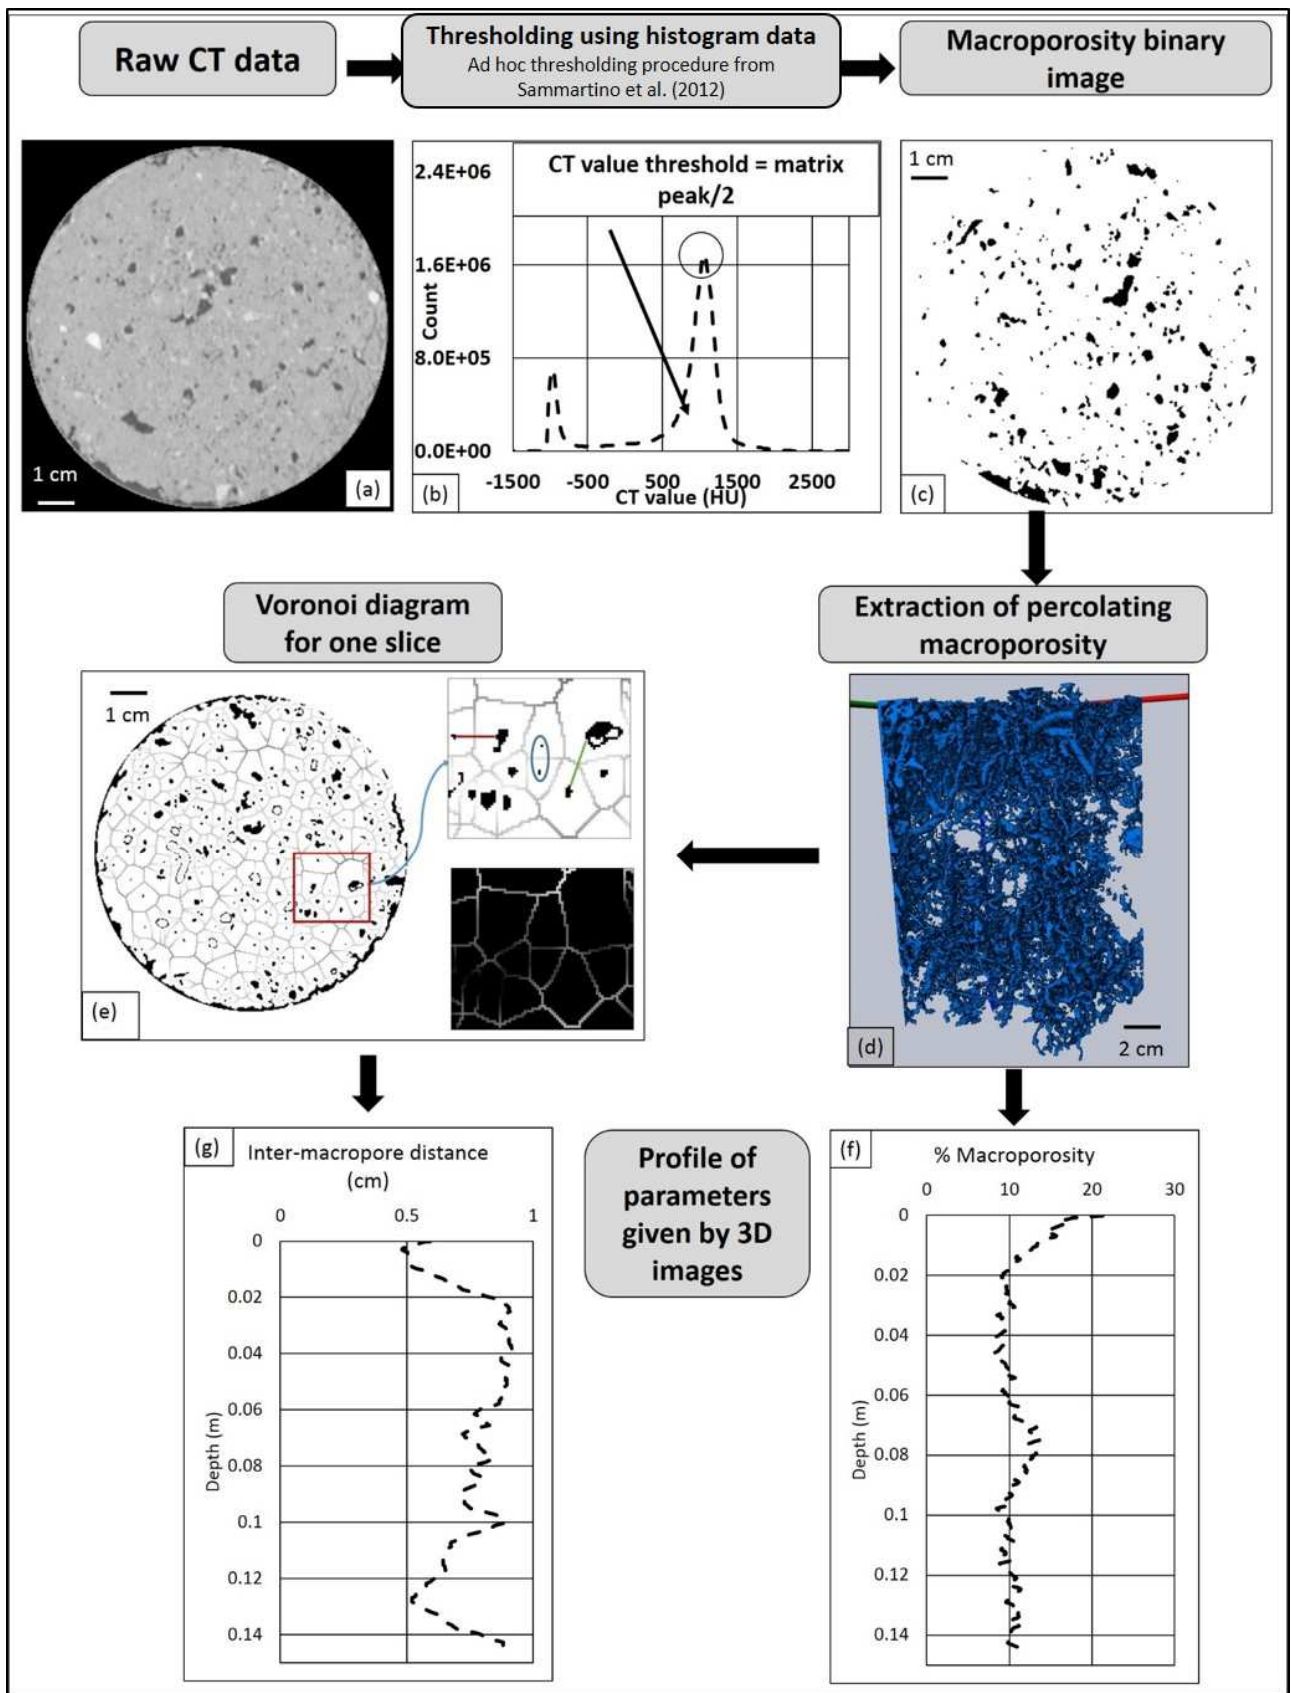 Raw CT data
Thresholding using histogram data
Ad hoc thresholding procedure from
Sammartino et al. (2012)
Macroporosity binary
image
1 cm
(a)
CT value threshold = matrix
peak/2
2.4E+06
1.6E+06
8.0E+05
0.0E+00
Count
-1500 -500 500 1500 2500
CT value (HU)
(b)
1 cm
(c)
Voronoi diagram
for one slice
Extraction of percolating
macroporosity
1 cm
(e)
(d)
2 cm
(g)
Inter-macropore distance
(cm)
0 0.5 1
0
0.02
0.04
0.06
0.08
0.1
0.12
0.14
Depth (m)
Profile of
parameters
given by 3D
images
(f)
% Macroporosity
0 10 20 30
0
0.02
0.04
0.06
0.08
0.1
0.12
0.14
Depth (m)